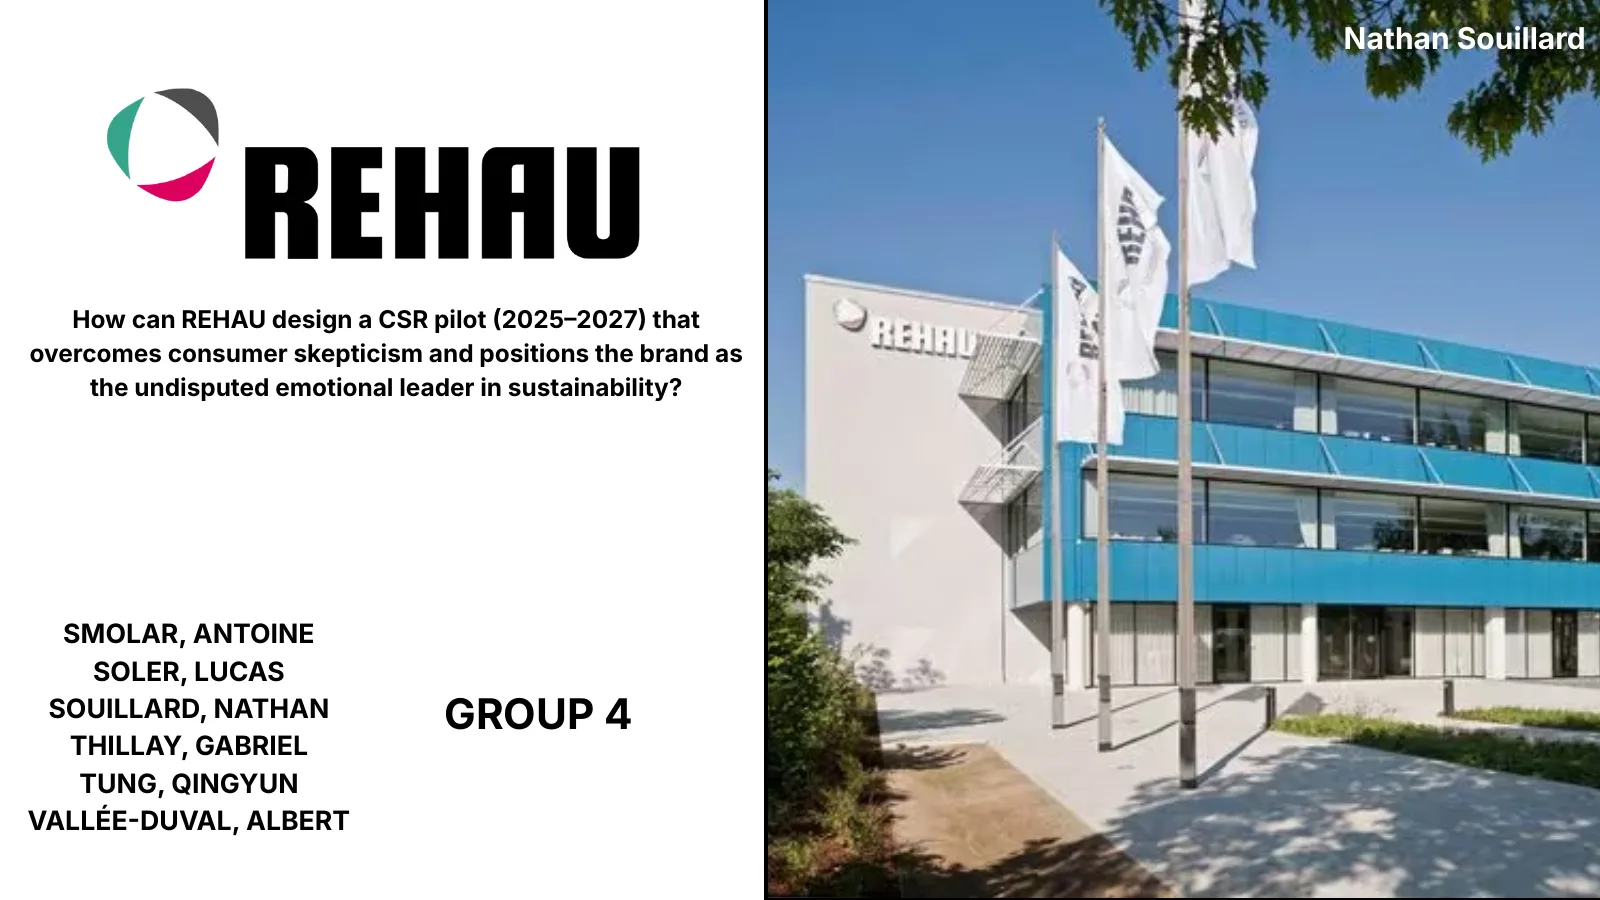 REHAU
How can REHAU design a CSR pilot (2025–2027) that
overcomes consumer skepticism and positions the brand as
the undisputed emotional leader in sustainability?
SMOLAR, ANTOINE
SOLER, LUCAS
SOUILLARD, NATHAN
THILLAY, GABRIEL
TUNG, QINGYUN
VALLÉE-DUVAL, ALBERT
GROUP 4
Nathan Souillard
REHAU
REHAU